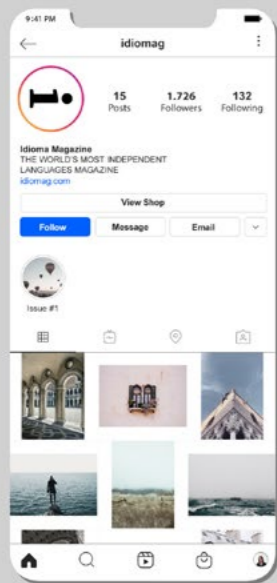 9:41 PM
idiomag
15 1.726 132
Posts Followers Following
Idioma Magazine
THE WORLD'S MOST INDEPENDENT
LANGUAGES MAGAZINE
idiomag.com
View Shop
Follow Message Email
Issue #1